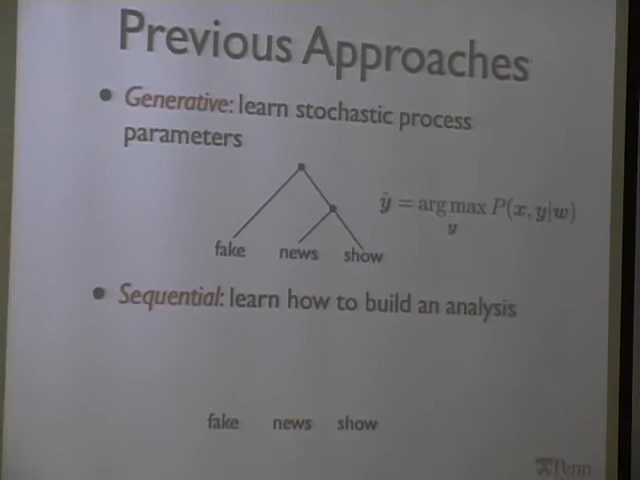 Previous Approaches
• Generative: learn stochastic process
parameters
ŷ = arg max P(x, y|w)
y
fake news show
• Sequential: learn how to build an analysis
fake news show
Penn